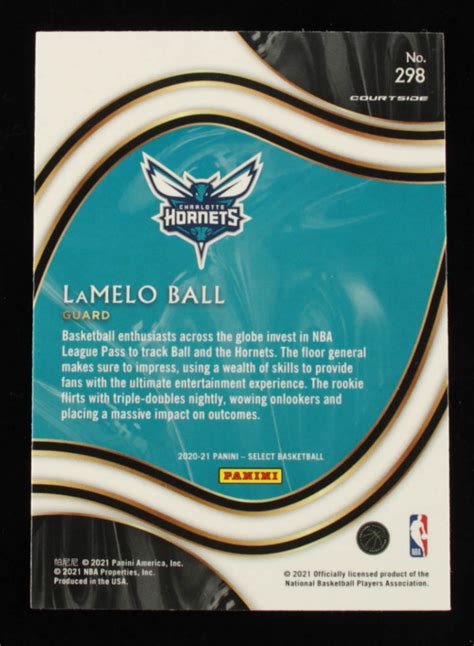 No.
298
COURTSIDE
CHARLOTTE
HORNETS
LAMELO BALL
GUARD
Basketball enthusiasts across the globe invest in NBA
League Pass to track Ball and the Hornets. The floor general
makes sure to impress, using a wealth of skills to provide
fans with the ultimate entertainment experience. The rookie
flirts with triple-doubles nightly, wowing onlookers and
placing a massive impact on outcomes.
2020-21 PANINI – SELECT BASKETBALL
PANINI
帕尼尼 © 2021 Panini America, Inc.
© 2021 NBA Properties, Inc.
Produced in the USA.
NBA
© 2021 Officially licensed product of the
National Basketball Players Association.